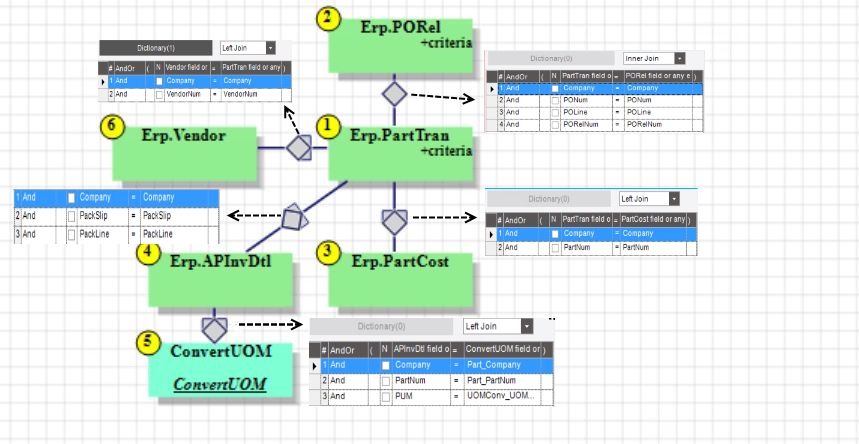 2
Erp.PORel
+criteria
Dictionary(1) Left Join
# AndOr ( N Vendor field or = PartTran field or any )
1 And Company = Company
2 And VendorNum = VendorNum
Dictionary(0) Inner Join
# AndOr ( N PartTran field o = PORel field or any e )
1 And Company = Company
2 And PONum = PONum
3 And POLine = POLine
4 And PORelNum = PORelNum
6
Erp.Vendor
1
Erp.PartTran
+criteria
1 And Company = Company
2 And PackSlip = PackSlip
3 And PackLine = PackLine
Dictionary(0) Left Join
# AndOr ( N PartTran field o = PartCost field or any )
1 And Company = Company
2 And PartNum = PartNum
4
Erp.APInvDtl
3
Erp.PartCost
Dictionary(0) Left Join
# AndOr ( N APInvDtl field o = ConvertUOM field or )
1 And Company = Part_Company
2 And PartNum = Part_PartNum
3 And PUM = UOMConv_UOM...
5
ConvertUOM
ConvertUOM